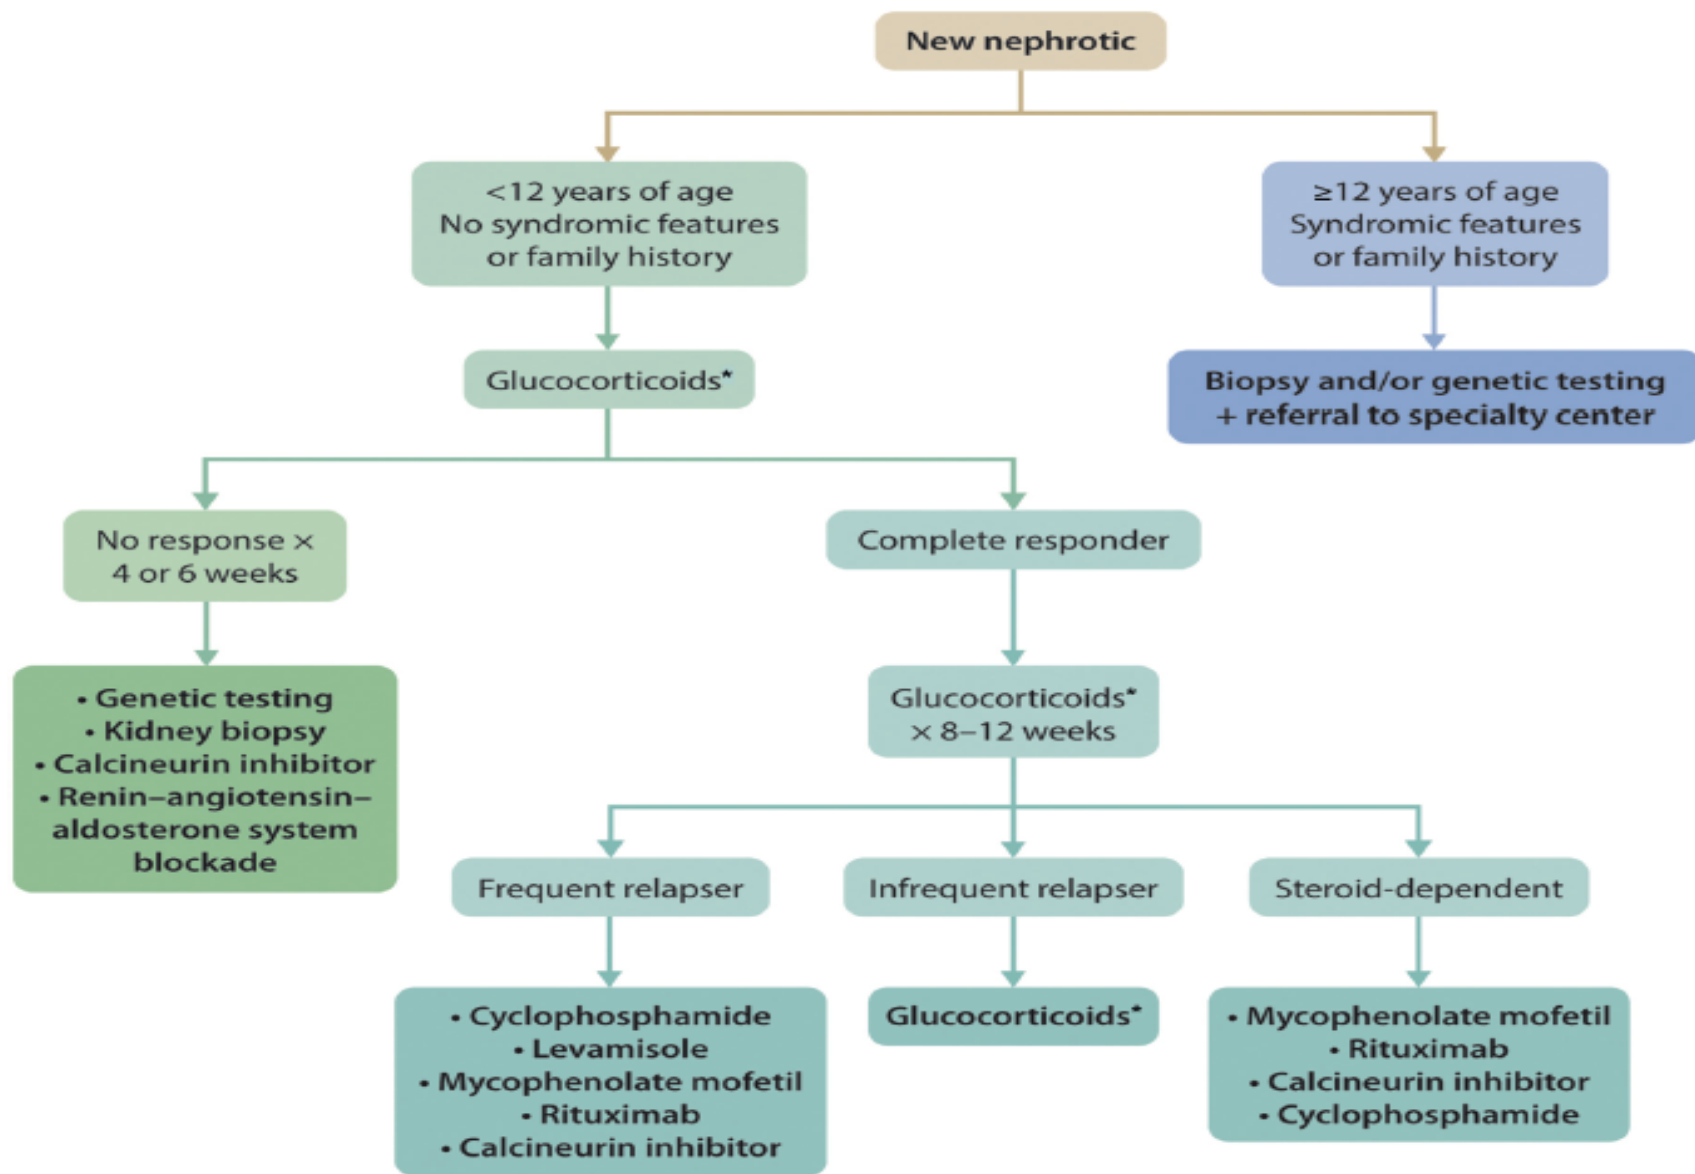 New nephrotic
<12 years of age
No syndromic features
or family history
≥12 years of age
Syndromic features
or family history
Glucocorticoids*
Biopsy and/or genetic testing
+ referral to specialty center
No response ×
4 or 6 weeks
Complete responder
• Genetic testing
• Kidney biopsy
• Calcineurin inhibitor
• Renin–angiotensin–
aldosterone system
blockade
Glucocorticoids*
× 8–12 weeks
Frequent relapser
Infrequent relapser
Steroid-dependent
• Cyclophosphamide
• Levamisole
• Mycophenolate mofetil
• Rituximab
• Calcineurin inhibitor
Glucocorticoids*
• Mycophenolate mofetil
• Rituximab
• Calcineurin inhibitor
• Cyclophosphamide